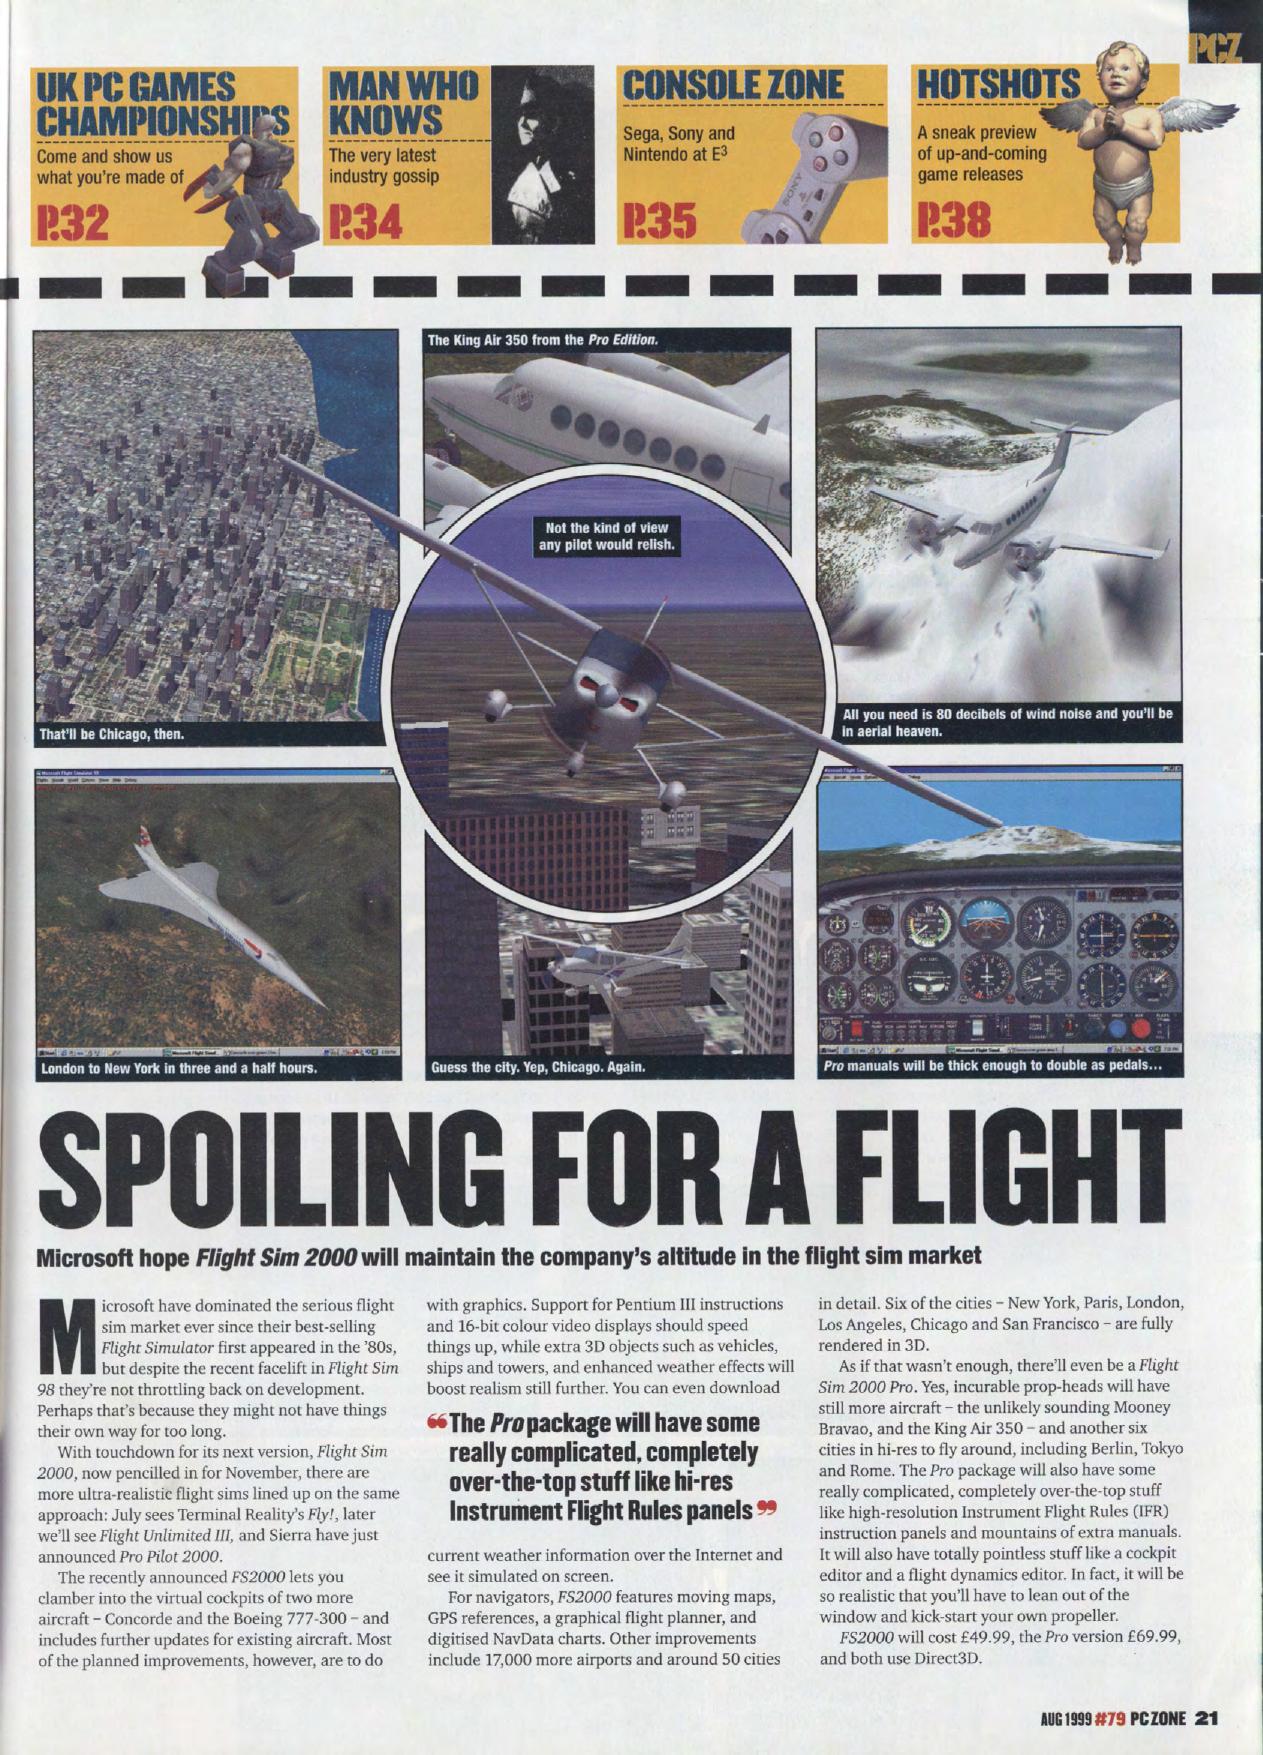 PCZ
UK PC GAMES
CHAMPIONSHIPS
Come and show us
what you're made of
P.32
MAN WHO
KNOWS
The very latest
industry gossip
P.34
CONSOLE ZONE
Sega, Sony and
Nintendo at E3
P.35
SONY
HOTSHOTS
A sneak preview
of up-and-coming
game releases
P.38
The King Air 350 from the Pro Edition.
Not the kind of view
any pilot would relish.
That'll be Chicago, then.
All you need is 80 decibels of wind noise and you'll be
in aerial heaven.
London to New York in three and a half hours.
Guess the city. Yep, Chicago. Again.
Pro manuals will be thick enough to double as pedals...
SPOILING FOR A FLIGHT
Microsoft hope Flight Sim 2000 will maintain the company's altitude in the flight sim market
Microsoft have dominated the serious flight
sim market ever since their best-selling
Flight Simulator first appeared in the '80s,
but despite the recent facelift in Flight Sim
98 they're not throttling back on development.
Perhaps that's because they might not have things
their own way for too long.
With touchdown for its next version, Flight Sim
2000, now pencilled in for November, there are
more ultra-realistic flight sims lined up on the same
approach: July sees Terminal Reality's Fly!, later
we'll see Flight Unlimited III, and Sierra have just
announced Pro Pilot 2000.
The recently announced FS2000 lets you
clamber into the virtual cockpits of two more
aircraft – Concorde and the Boeing 777-300 – and
includes further updates for existing aircraft. Most
of the planned improvements, however, are to do
with graphics. Support for Pentium III instructions
and 16-bit colour video displays should speed
things up, while extra 3D objects such as vehicles,
ships and towers, and enhanced weather effects will
boost realism still further. You can even download
“The Pro package will have some
really complicated, completely
over-the-top stuff like hi-res
Instrument Flight Rules panels”
current weather information over the Internet and
see it simulated on screen.
For navigators, FS2000 features moving maps,
GPS references, a graphical flight planner, and
digitised NavData charts. Other improvements
include 17,000 more airports and around 50 cities
in detail. Six of the cities – New York, Paris, London,
Los Angeles, Chicago and San Francisco – are fully
rendered in 3D.
As if that wasn't enough, there'll even be a Flight
Sim 2000 Pro. Yes, incurable prop-heads will have
still more aircraft – the unlikely sounding Mooney
Bravao, and the King Air 350 – and another six
cities in hi-res to fly around, including Berlin, Tokyo
and Rome. The Pro package will also have some
really complicated, completely over-the-top stuff
like high-resolution Instrument Flight Rules (IFR)
instruction panels and mountains of extra manuals.
It will also have totally pointless stuff like a cockpit
editor and a flight dynamics editor. In fact, it will be
so realistic that you'll have to lean out of the
window and kick-start your own propeller.
FS2000 will cost £49.99, the Pro version £69.99,
and both use Direct3D.
AUG 1999 #79 PC ZONE 21